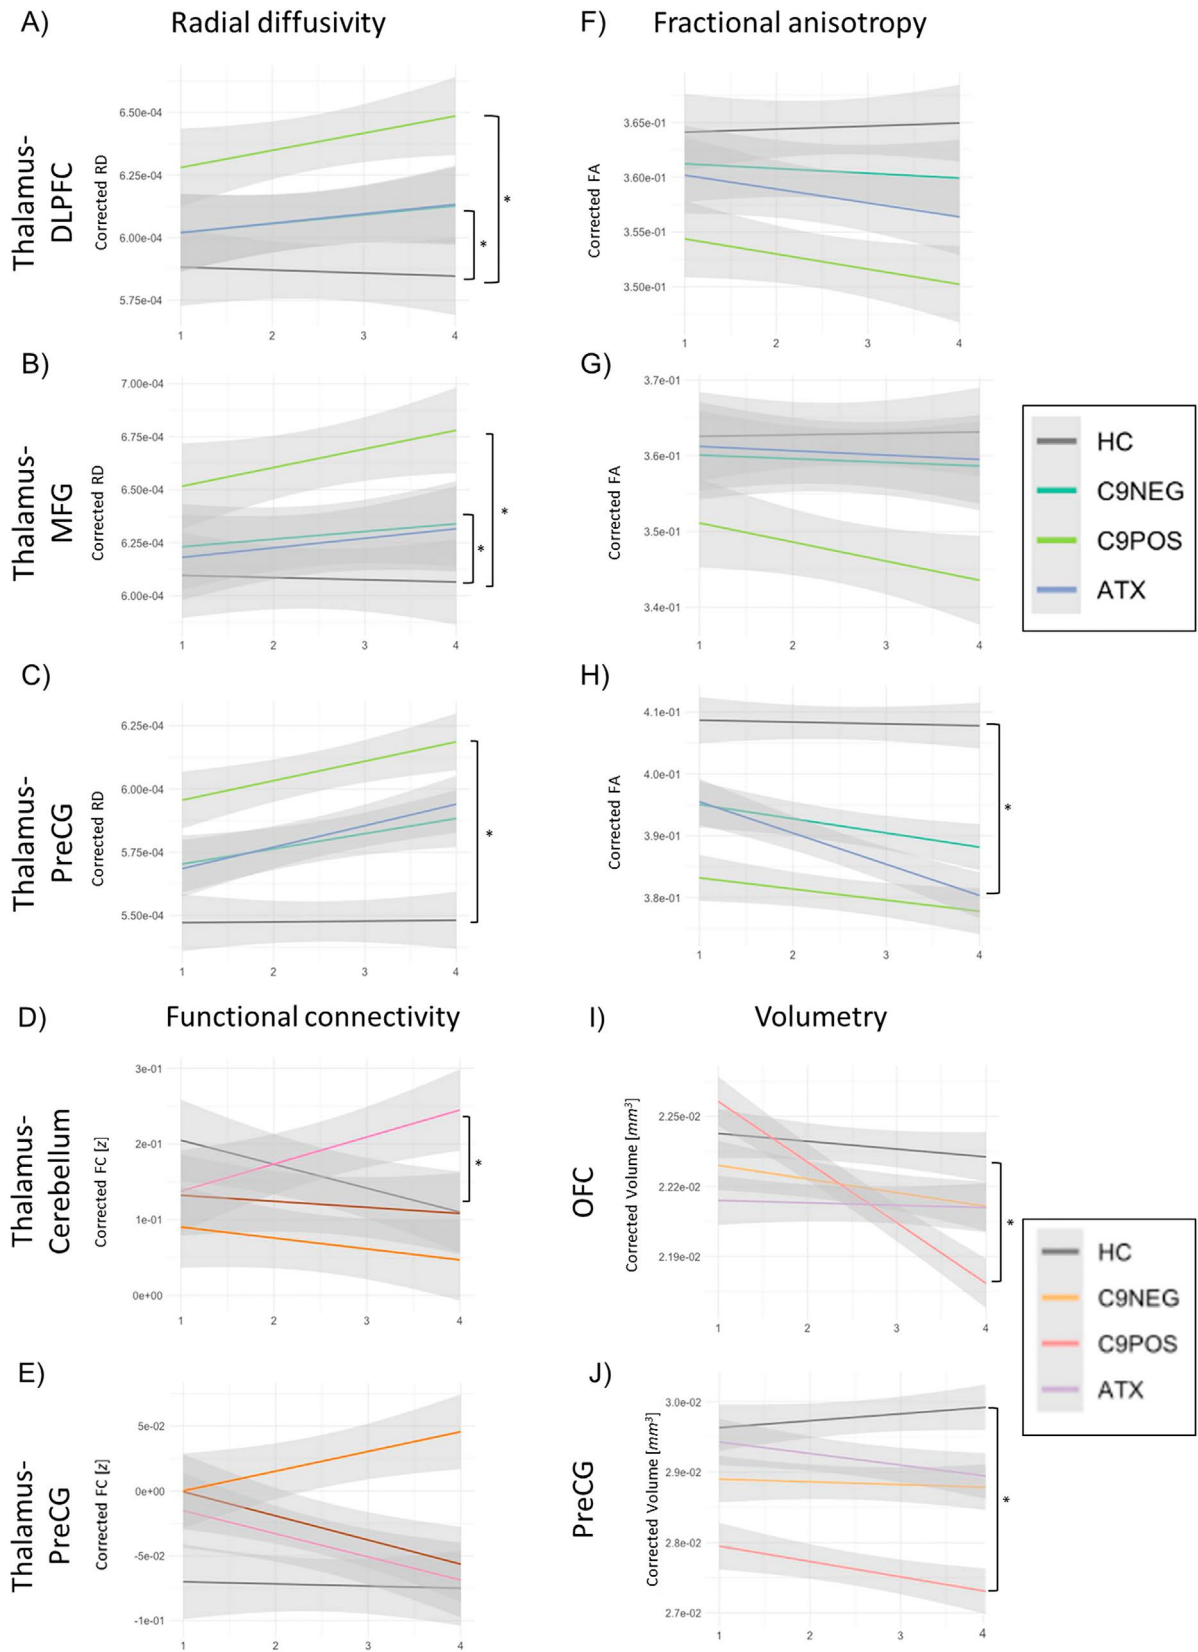 A)
Radial diffusivity
Thalamus-
DLPFC
Corrected RD
6.50e-04
6.25e-04
6.00e-04
5.75e-04
1 2 3 4
*
*
B)
Thalamus-
MFG
Corrected RD
7.00e-04
6.75e-04
6.50e-04
6.25e-04
6.00e-04
1 2 3 4
*
*
C)
Thalamus-
PreCG
Corrected RD
6.25e-04
6.00e-04
5.75e-04
5.50e-04
1 2 3 4
*
F)
Fractional anisotropy
Corrected FA
3.65e-01
3.60e-01
3.55e-01
3.50e-01
1 2 3 4
G)
Corrected FA
3.7e-01
3.6e-01
3.5e-01
3.4e-01
1 2 3 4
H)
Corrected FA
4.1e-01
4.0e-01
3.9e-01
3.8e-01
1 2 3 4
*
HC
C9NEG
C9POS
ATX
D)
Functional connectivity
Thalamus-
Cerebellum
Corrected FC [z]
3e-01
2e-01
1e-01
0e+00
1 2 3 4
*
E)
Thalamus-
PreCG
Corrected FC [z]
5e-02
0e+00
-5e-02
-1e-01
1 2 3 4
I)
Volumetry
OFC
Corrected Volume [mm³]
2.25e-02
2.22e-02
2.19e-02
1 2 3 4
*
J)
PreCG
Corrected Volume [mm³]
3.0e-02
2.9e-02
2.8e-02
2.7e-02
1 2 3 4
*
HC
C9NEG
C9POS
ATX